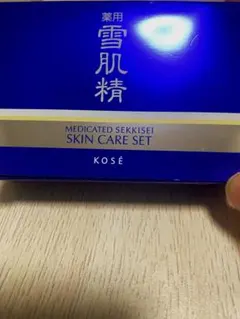 薬用
雪肌精
MEDICATED SEKKISEI
SKIN CARE SET
KOSÉ